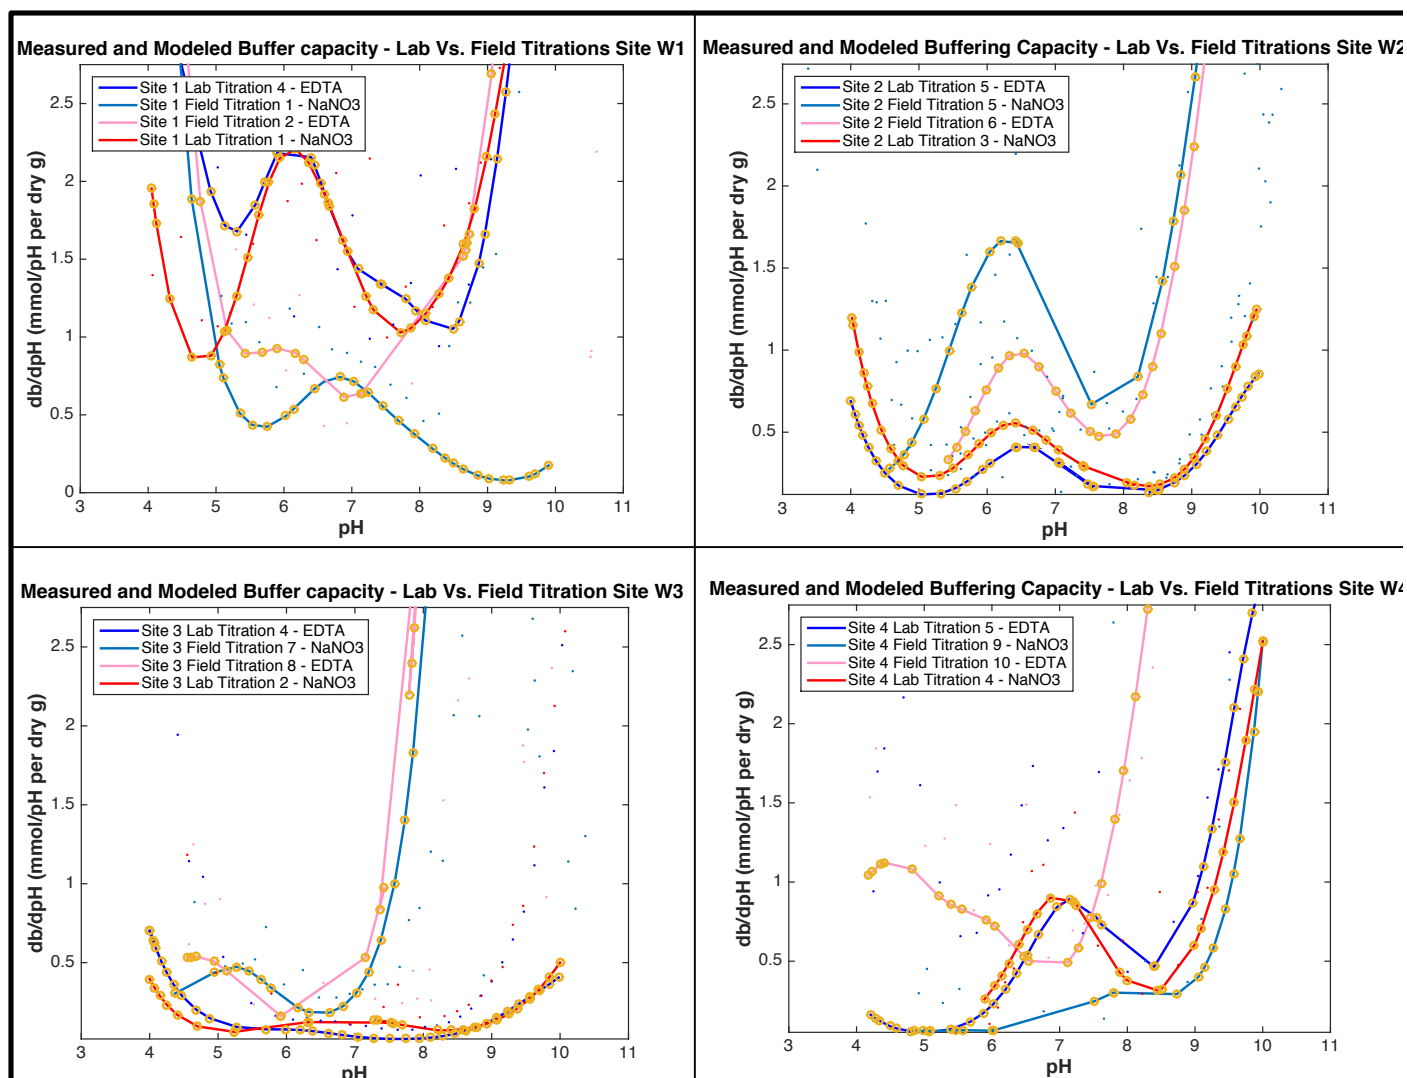 Measured and Modeled Buffer capacity - Lab Vs. Field Titrations Site W1
2.5
2
1.5
1
0.5
0
db/dpH (mmol/pH per dry g)
Site 1 Lab Titration 4 - EDTA
Site 1 Field Titration 1 - NaNO3
Site 1 Field Titration 2 - EDTA
Site 1 Lab Titration 1 - NaNO3
3 4 5 6 7 8 9 10 11
pH
Measured and Modeled Buffering Capacity - Lab Vs. Field Titrations Site W2
2.5
2
1.5
1
0.5
db/dpH (mmol/pH per dry g)
Site 2 Lab Titration 5 - EDTA
Site 2 Field Titration 5 - NaNO3
Site 2 Field Titration 6 - EDTA
Site 2 Lab Titration 3 - NaNO3
3 4 5 6 7 8 9 10 11
pH
Measured and Modeled Buffer capacity - Lab Vs. Field Titration Site W3
2.5
2
1.5
1
0.5
db/dpH (mmol/pH per dry g)
Site 3 Lab Titration 4 - EDTA
Site 3 Field Titration 7 - NaNO3
Site 3 Field Titration 8 - EDTA
Site 3 Lab Titration 2 - NaNO3
3 4 5 6 7 8 9 10 11
pH
Measured and Modeled Buffering Capacity - Lab Vs. Field Titrations Site W4
2.5
2
1.5
1
0.5
db/dpH (mmol/pH per dry g)
Site 4 Lab Titration 5 - EDTA
Site 4 Field Titration 9 - NaNO3
Site 4 Field Titration 10 - EDTA
Site 4 Lab Titration 4 - NaNO3
3 4 5 6 7 8 9 10 11
pH